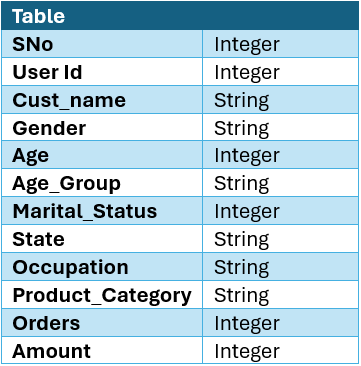 Table
SNo Integer
User Id Integer
Cust_name String
Gender String
Age Integer
Age_Group String
Marital_Status Integer
State String
Occupation String
Product_Category String
Orders Integer
Amount Integer